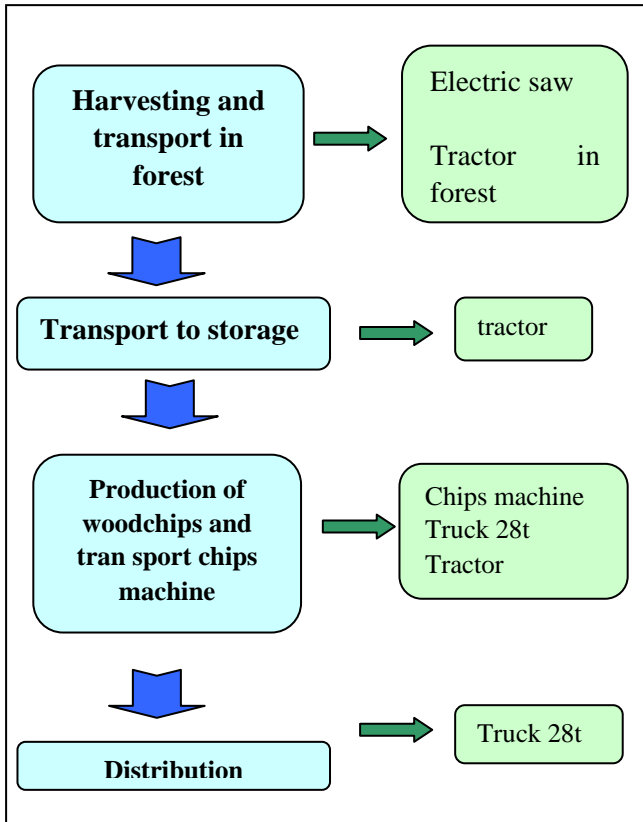 Harvesting and
transport in
forest
Electric saw
Tractor in
forest
Transport to storage
tractor
Production of
woodchips and
tran sport chips
machine
Chips machine
Truck 28t
Tractor
Distribution
Truck 28t